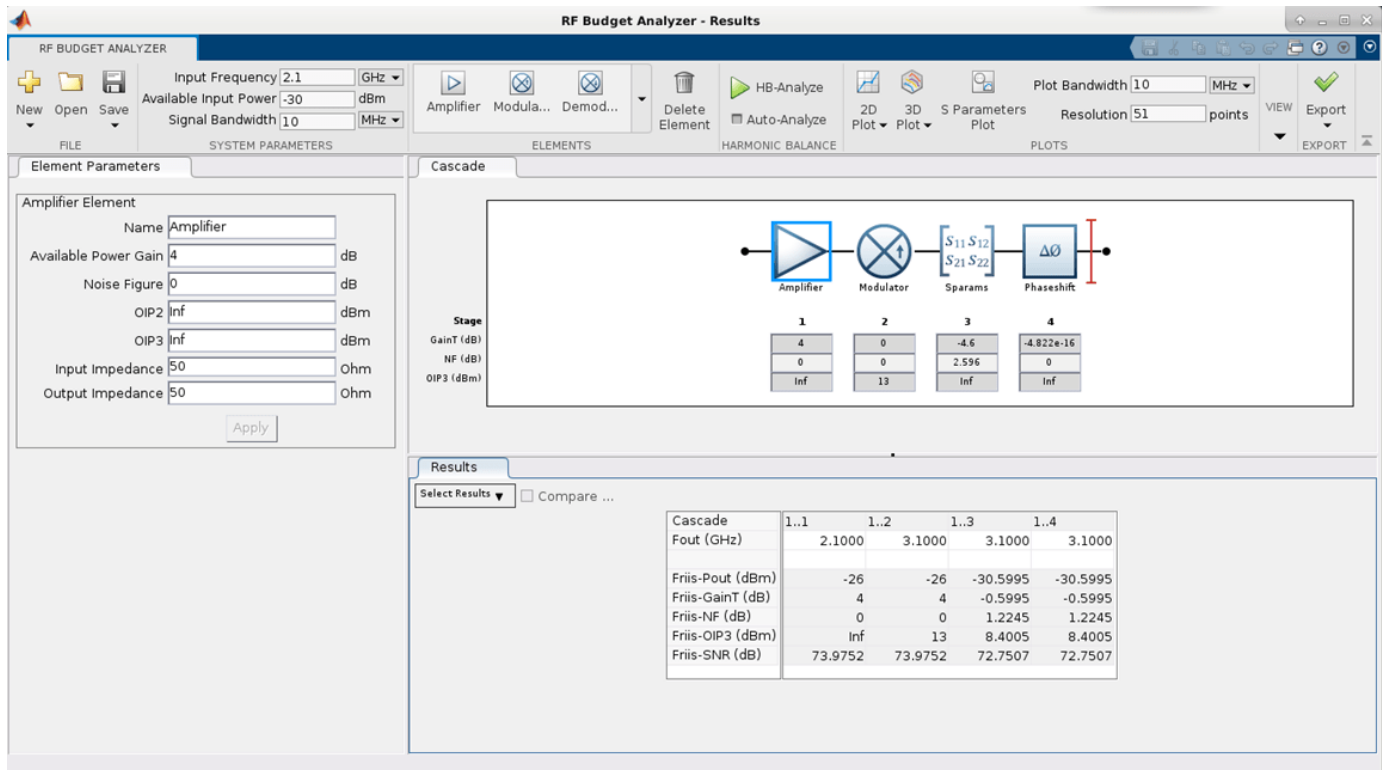 RF Budget Analyzer - Results
RF BUDGET ANALYZER
New Open Save
FILE
Input Frequency 2.1 GHz
Available Input Power -30 dBm
Signal Bandwidth 10 MHz
SYSTEM PARAMETERS
Amplifier Modula... Demod...
ELEMENTS
Delete
Element
HB-Analyze
Auto-Analyze
HARMONIC BALANCE
2D
Plot
3D
Plot
S Parameters
Plot
Plot Bandwidth 10 MHz
Resolution 51 points
PLOTS
VIEW
Export
EXPORT
Element Parameters
Amplifier Element
Name Amplifier
Available Power Gain 4 dB
Noise Figure 0 dB
OIP2 Inf dBm
OIP3 Inf dBm
Input Impedance 50 Ohm
Output Impedance 50 Ohm
Apply
Cascade
S11 S12
S21 S22
ΔØ
Amplifier Modulator Sparams Phaseshift
Stage 1 2 3 4
GainT (dB) 4 0 -4.6 -4.822e-16
NF (dB) 0 0 2.596 0
OIP3 (dBm) Inf 13 Inf Inf
Results
Select Results Compare ...
Cascade 1..1 1..2 1..3 1..4
Fout (GHz) 2.1000 3.1000 3.1000 3.1000
Friis-Pout (dBm) -26 -26 -30.5995 -30.5995
Friis-GainT (dB) 4 4 -0.5995 -0.5995
Friis-NF (dB) 0 0 1.2245 1.2245
Friis-OIP3 (dBm) Inf 13 8.4005 8.4005
Friis-SNR (dB) 73.9752 73.9752 72.7507 72.7507